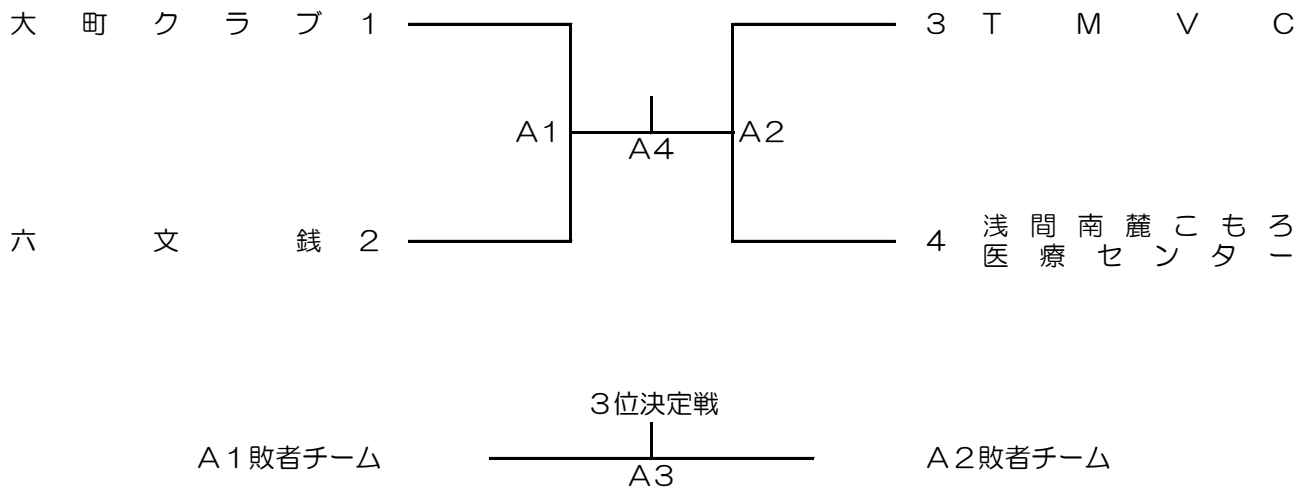 大町クラブ 1
3 TMVC
A1
A4
A2
六文銭 2
4 浅間南麓こもろ
医療センター
3位決定戦
A1敗者チーム
A3
A2敗者チーム